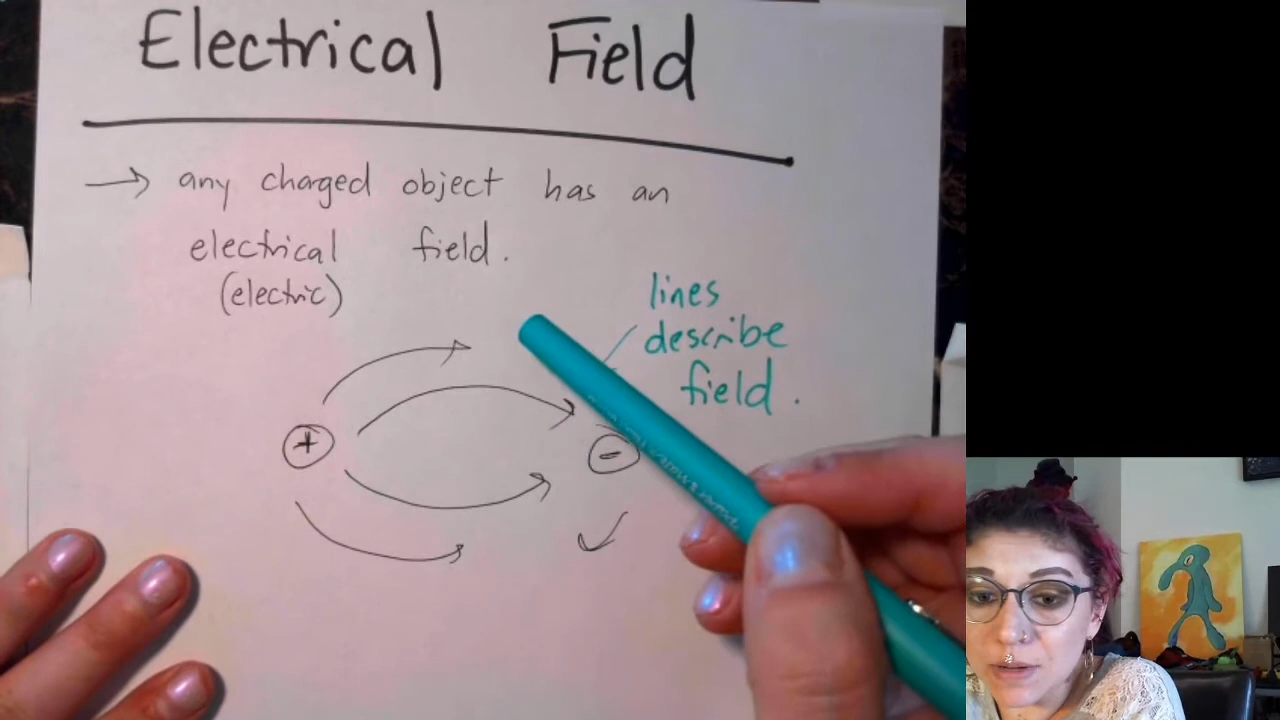 Electrical Field
→ any charged object has an
electrical field.
(electric)
lines
describe
field.
+
-